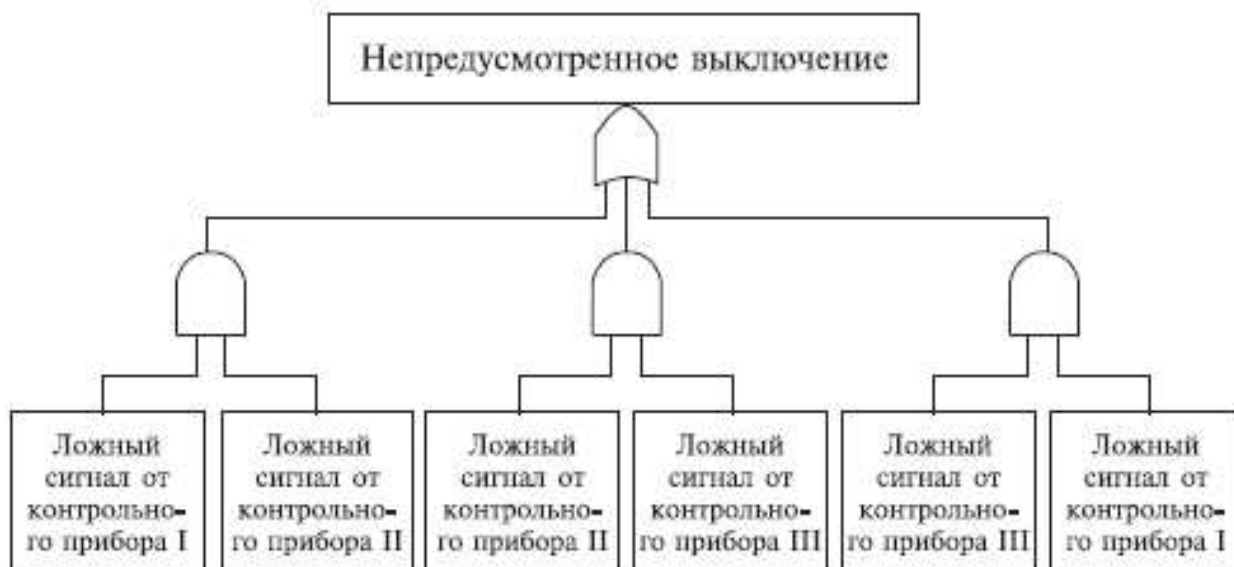 Непредусмотренное выключение
Ложный
сигнал от
контрольно-
го прибора I
Ложный
сигнал от
контрольно-
го прибора II
Ложный
сигнал от
контрольно-
го прибора II
Ложный
сигнал от
контрольно-
го прибора III
Ложный
сигнал от
контрольно-
го прибора III
Ложный
сигнал от
контрольно-
го прибора I